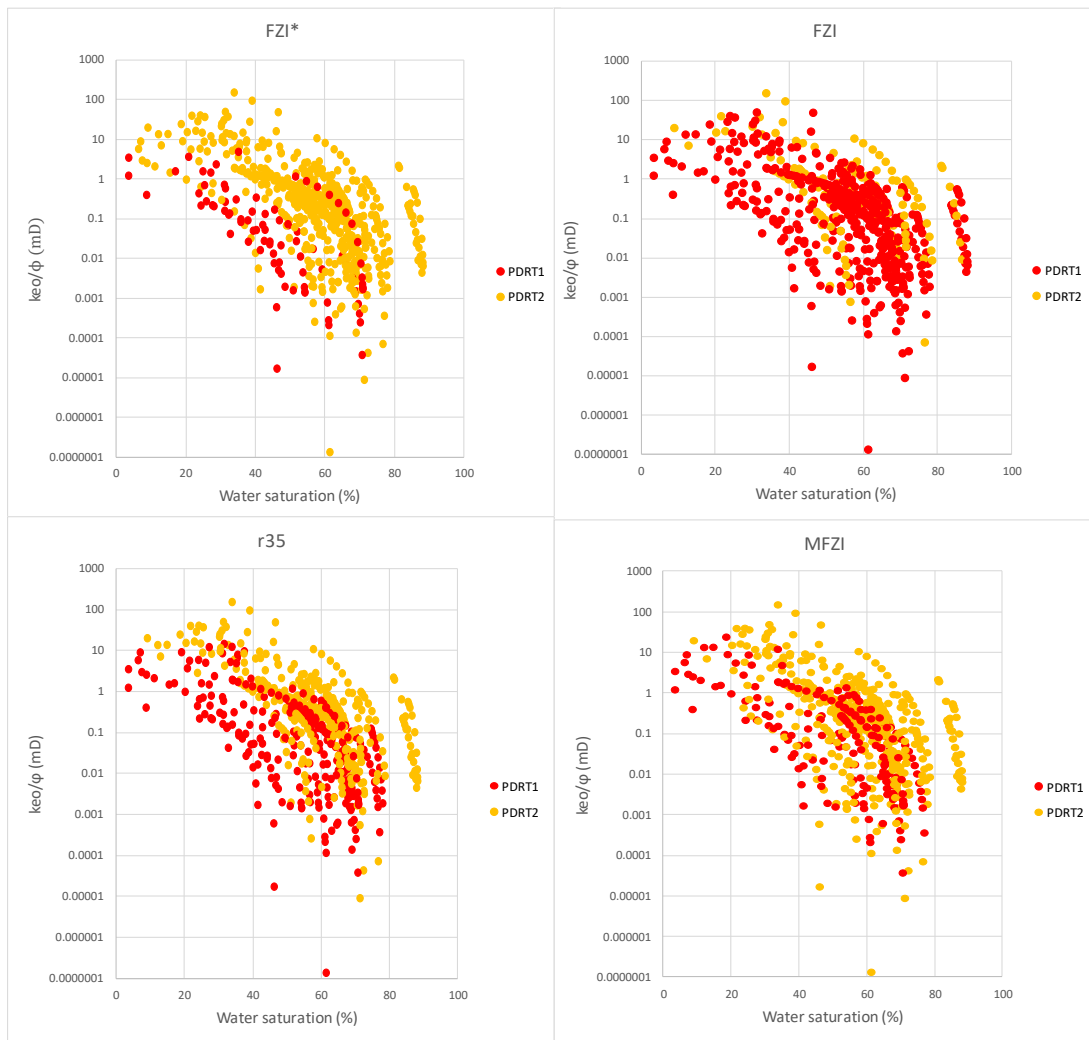 FZI*
1000
100
10
1
0.1
0.01
0.001
0.0001
0.00001
0.000001
0.0000001
keo/ϕ (mD)
0 20 40 60 80 100
Water saturation (%)
PDRT1
PDRT2
FZI
1000
100
10
1
0.1
0.01
0.001
0.0001
0.00001
0.000001
0.0000001
keo/φ (mD)
0 20 40 60 80 100
Water saturation (%)
PDRT1
PDRT2
r35
1000
100
10
1
0.1
0.01
0.001
0.0001
0.00001
0.000001
0.0000001
keo/φ (mD)
0 20 40 60 80 100
Water saturation (%)
PDRT1
PDRT2
MFZI
1000
100
10
1
0.1
0.01
0.001
0.0001
0.00001
0.000001
0.0000001
keo/φ (mD)
0 20 40 60 80 100
Water saturation (%)
PDRT1
PDRT2